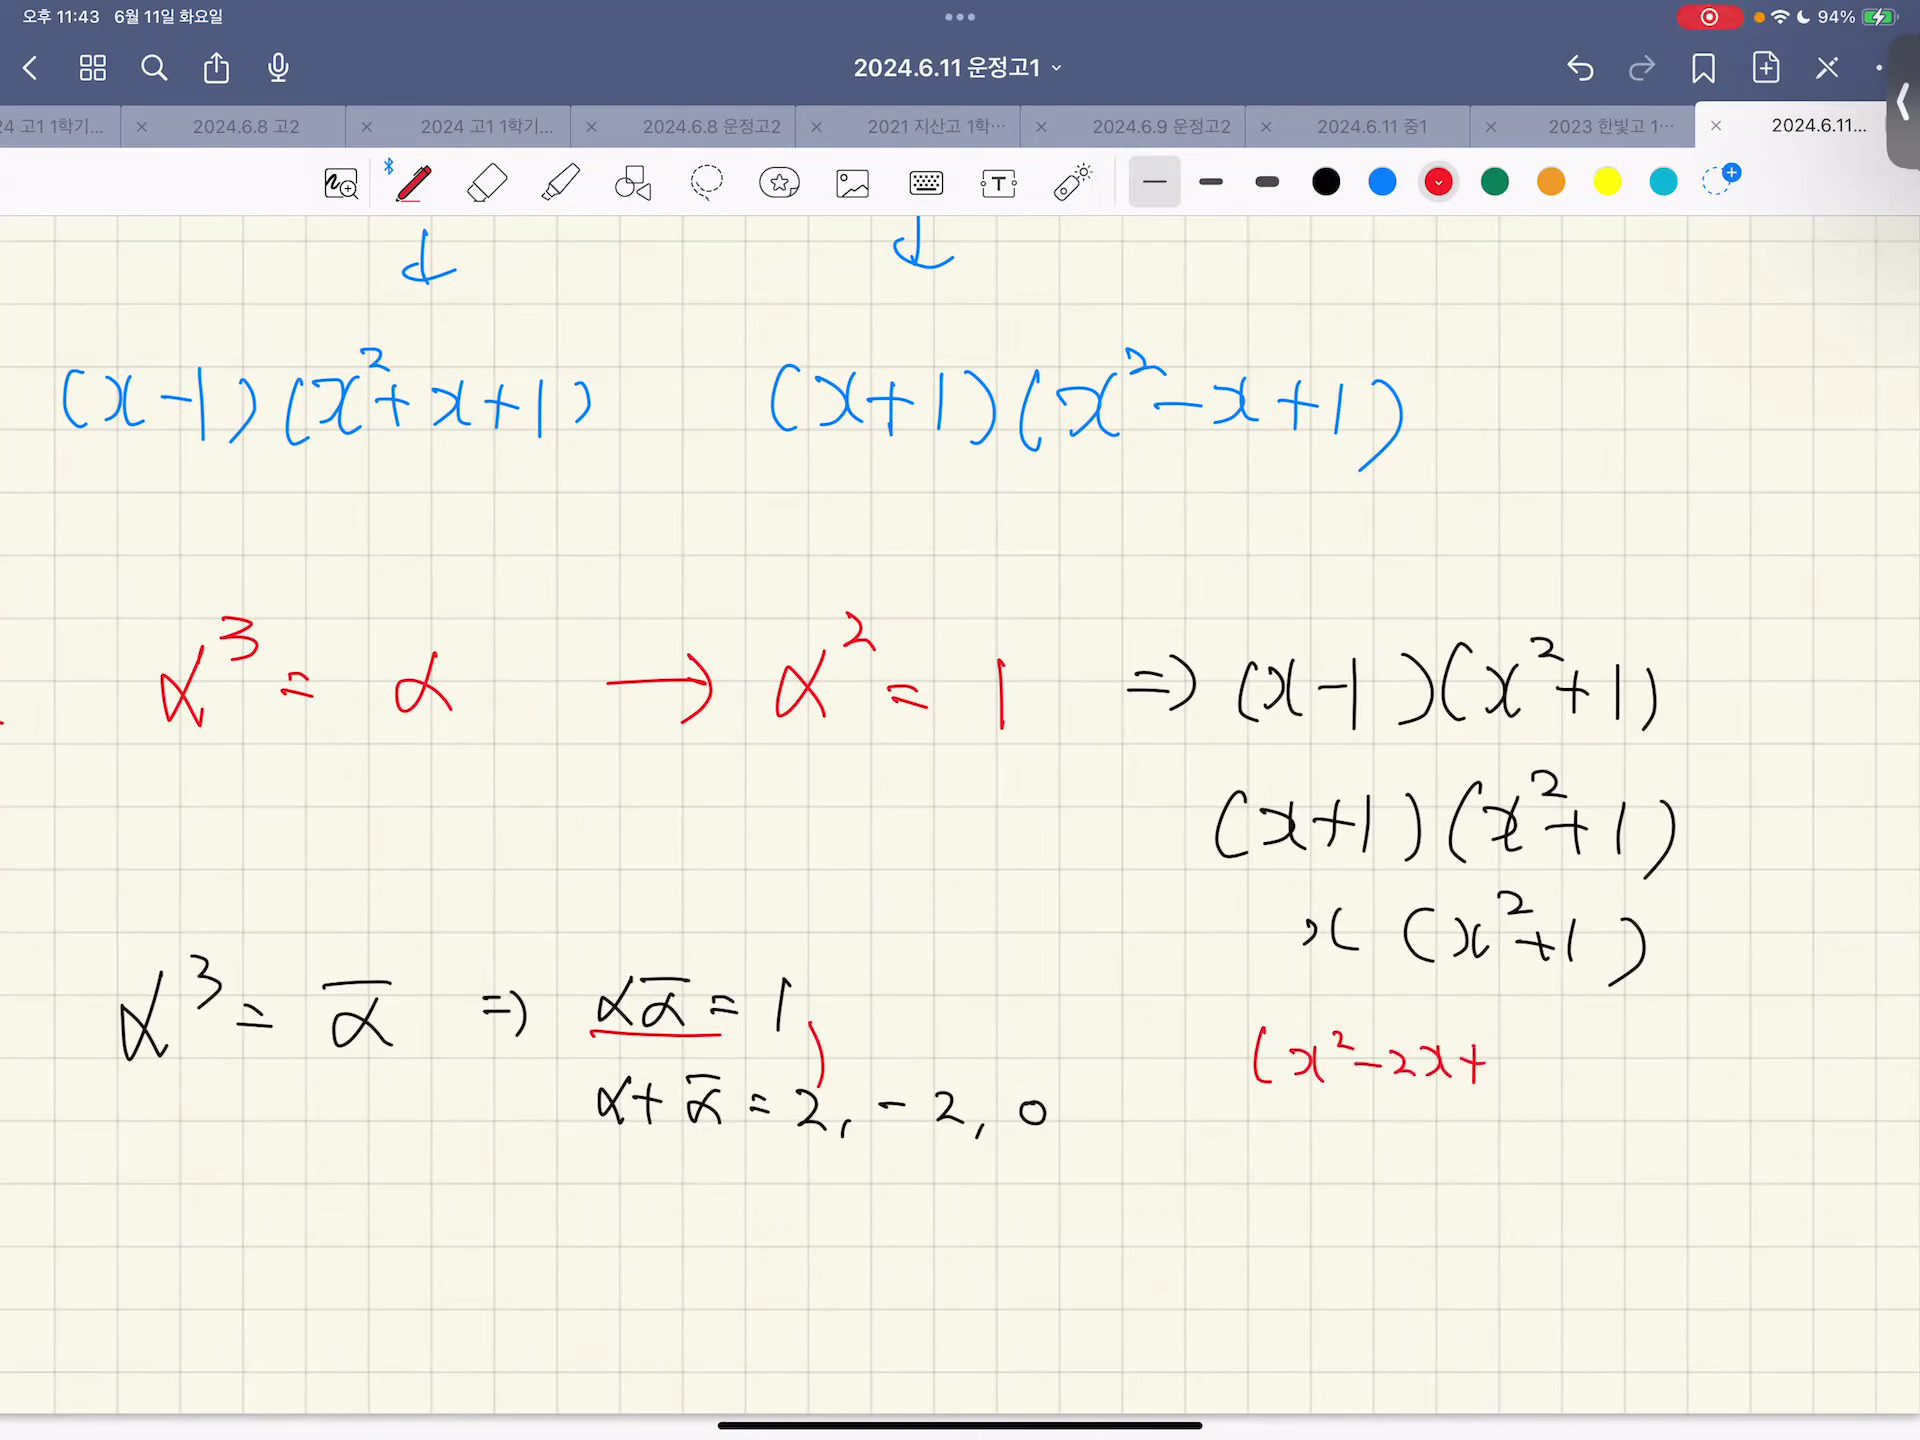 오후 11:43 6월 11일 화요일 94%
2024.6.11 운정고1
24 고1 1학기... 2024.6.8 고2 2024 고1 1학기... 2024.6.8 운정고2 2021 지산고 1학... 2024.6.9 운정고2 2024.6.11 중1 2023 한빛고 1... 2024.6.11...
(x-1)(x²+x+1) (x+1)(x²-x+1)
α³ = α → α² = 1 ⇒ (x-1)(x²+1)
(x+1)(x²+1)
x(x²+1)
α³ = ᾱ ⇒ αᾱ = 1
(x²-2x+
α+ᾱ = 2, -2, 0